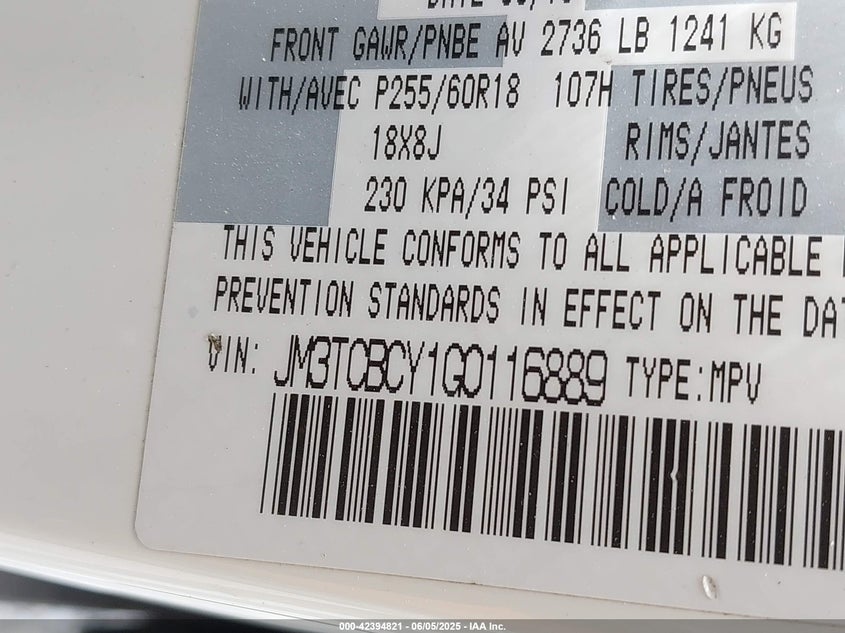 DATE
FRONT GAWR/PNBE AV 2736 LB 1241 KG
WITH/AVEC P255/60R18 107H TIRES/PNEUS
18X8J RIMS/JANTES
230 KPA/34 PSI COLD/A FROID
THIS VEHICLE CONFORMS TO ALL APPLICABLE
PREVENTION STANDARDS IN EFFECT ON THE DAT
VIN: JM3TCBCY1G0116889 TYPE:MPV
000-42394821 - 06/05/2025 - IAA Inc.